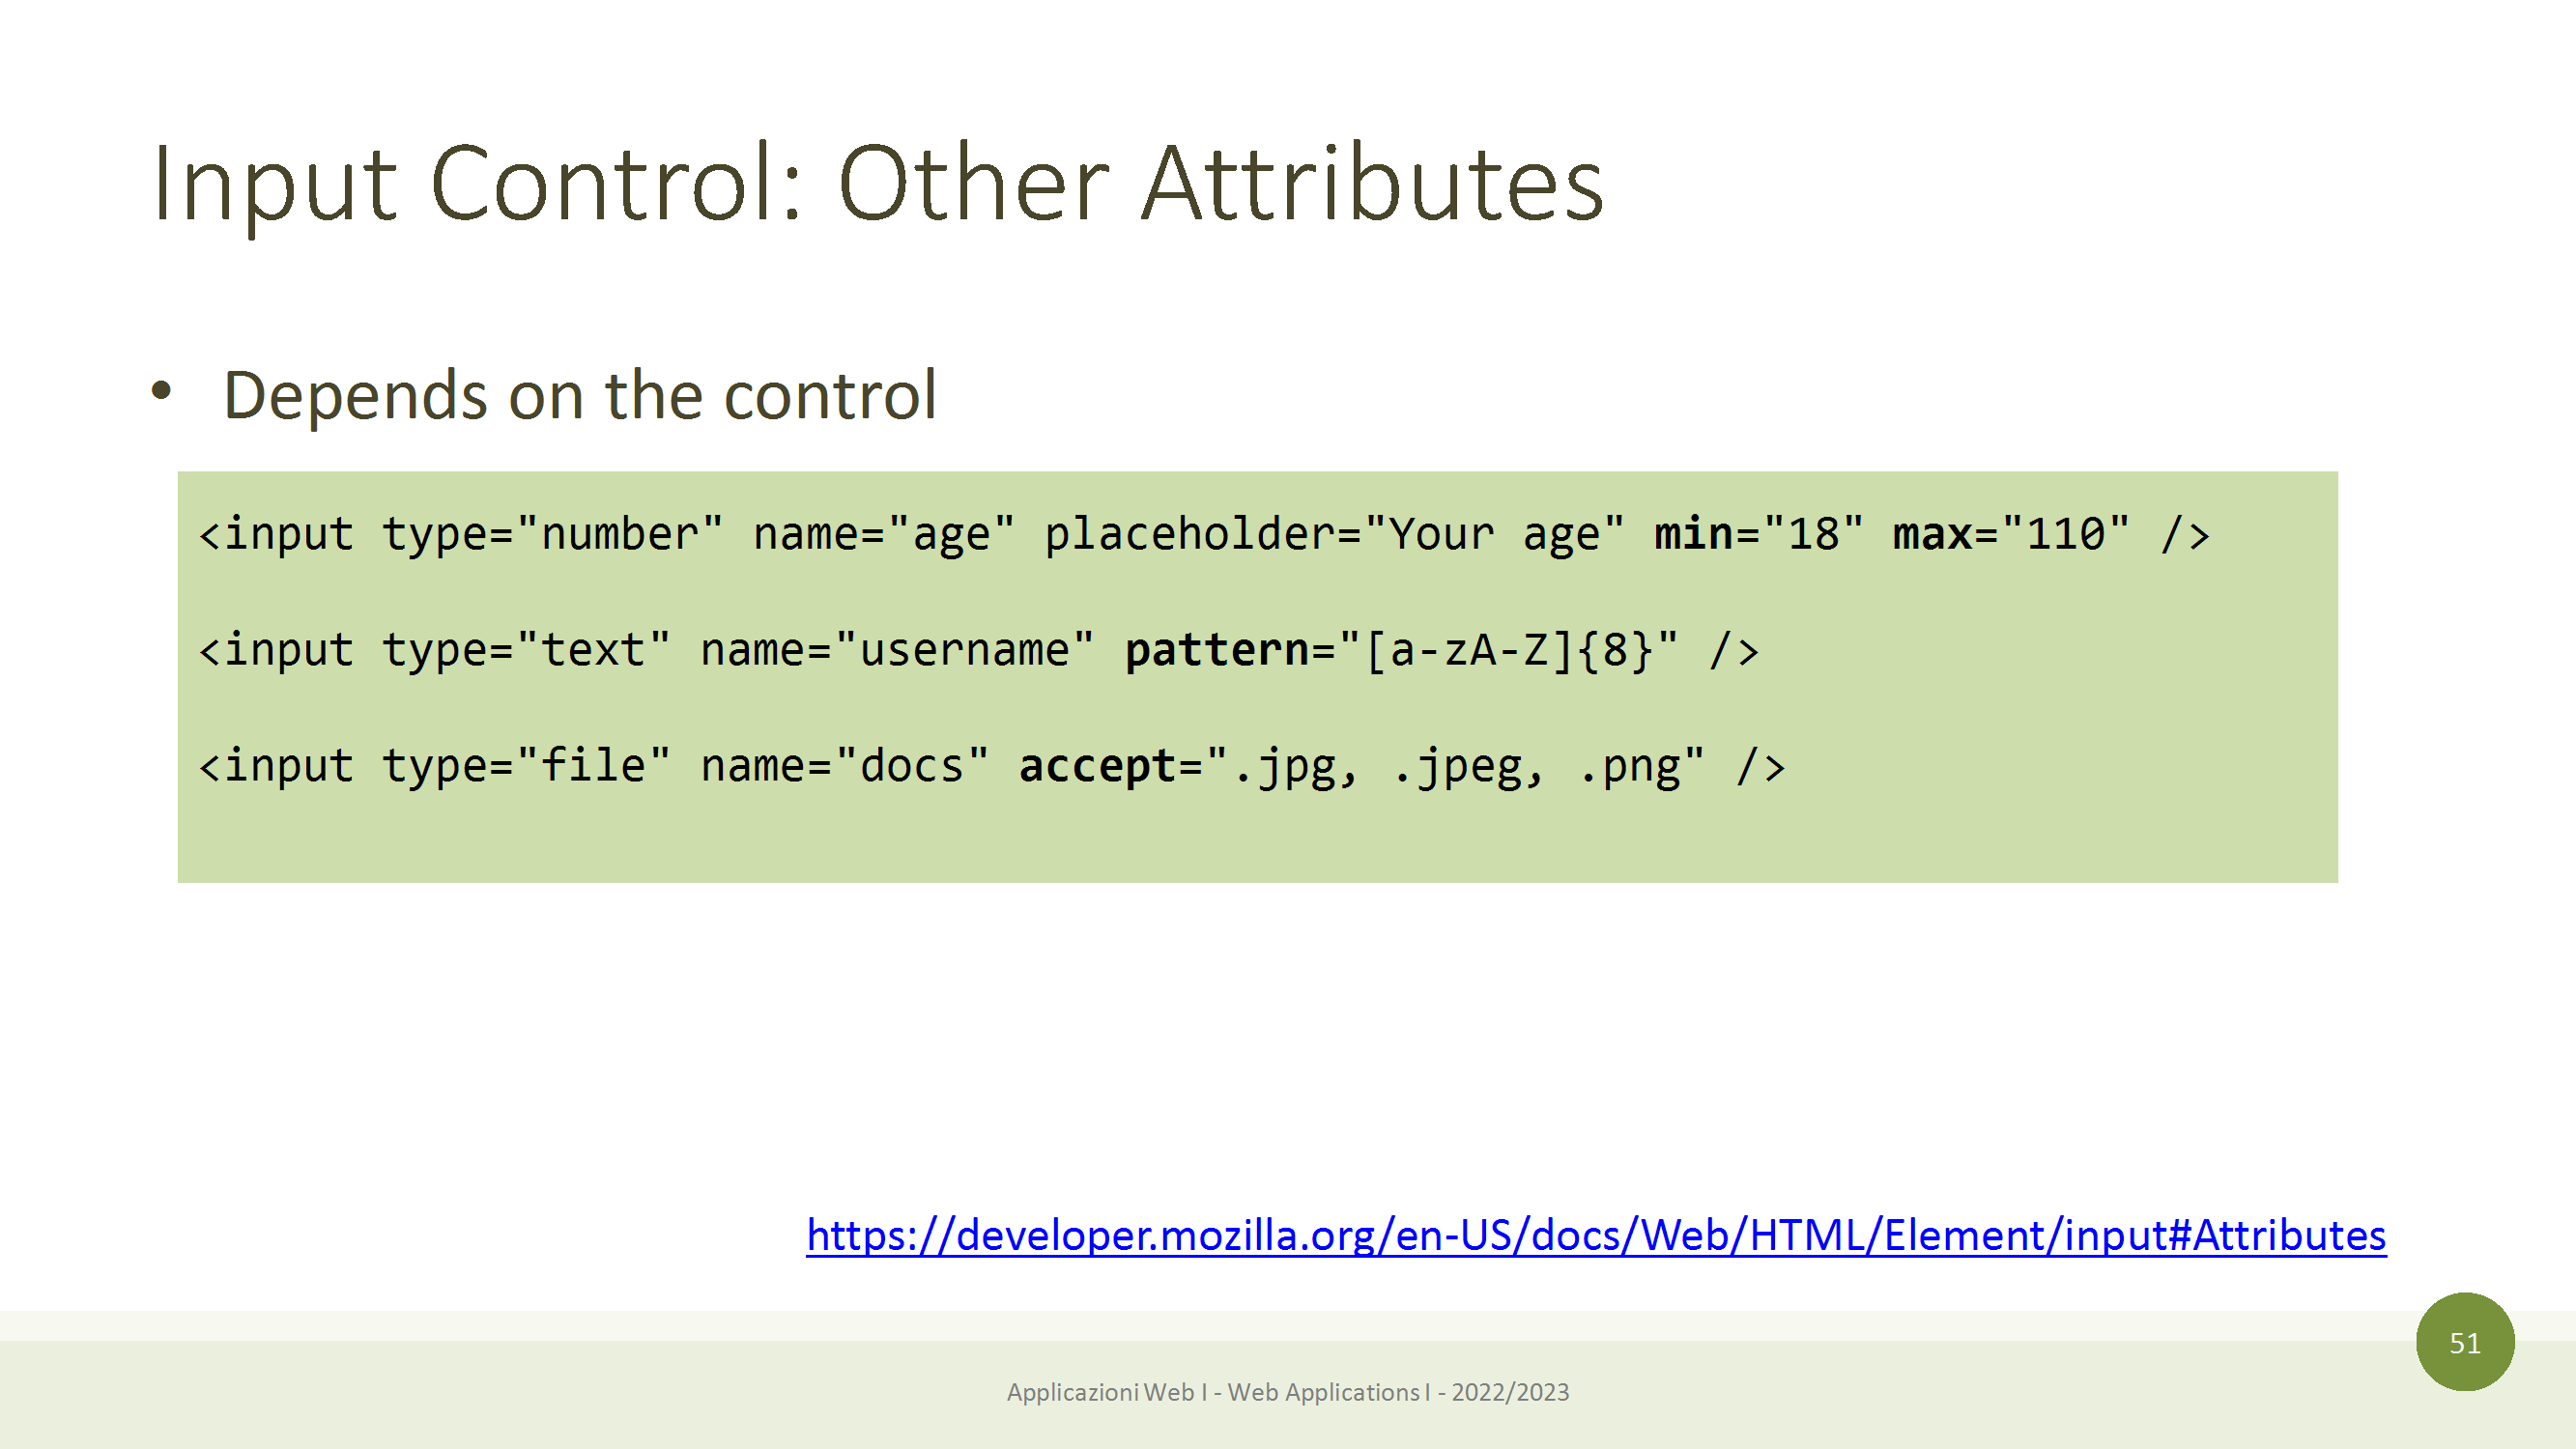 Input Control: Other Attributes
• Depends on the control
<input type="number" name="age" placeholder="Your age" min="18" max="110" />
<input type="text" name="username" pattern="[a-zA-Z]{8}" />
<input type="file" name="docs" accept=".jpg, .jpeg, .png" />
https://developer.mozilla.org/en-US/docs/Web/HTML/Element/input#Attributes
51
Applicazioni Web I - Web Applications I - 2022/2023